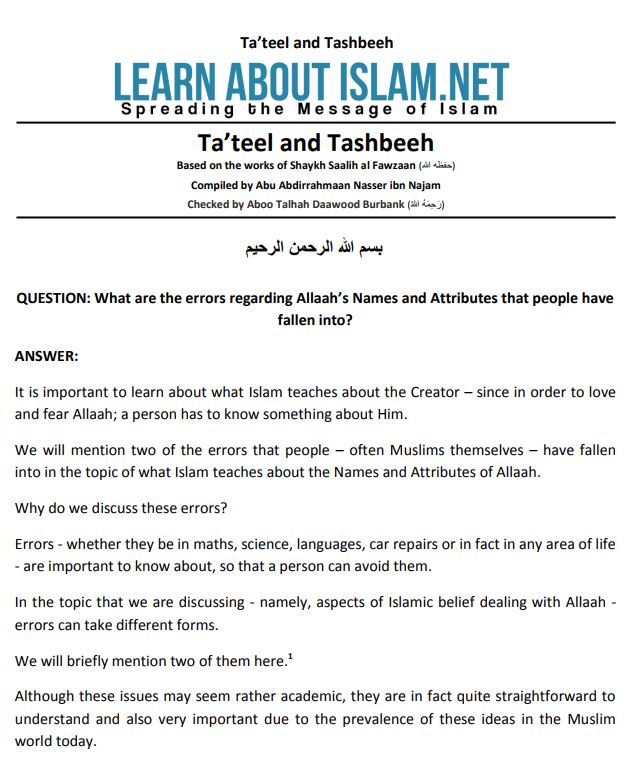 Ta’teel and Tashbeeh
LEARN ABOUT ISLAM.NET
Spreading the Message of Islam
Ta’teel and Tashbeeh
Based on the works of Shaykh Saalih al Fawzaan (حفظه الله)
Compiled by Abu Abdirrahmaan Nasser ibn Najam
Checked by Aboo Talhah Daawood Burbank (رَحِمَهُ اللهُ)
بسم الله الرحمن الرحيم
QUESTION: What are the errors regarding Allaah’s Names and Attributes that people have
fallen into?
ANSWER:
It is important to learn about what Islam teaches about the Creator – since in order to love
and fear Allaah; a person has to know something about Him.
We will mention two of the errors that people – often Muslims themselves – have fallen
into in the topic of what Islam teaches about the Names and Attributes of Allaah.
Why do we discuss these errors?
Errors - whether they be in maths, science, languages, car repairs or in fact in any area of life
- are important to know about, so that a person can avoid them.
In the topic that we are discussing - namely, aspects of Islamic belief dealing with Allaah -
errors can take different forms.
We will briefly mention two of them here.¹
Although these issues may seem rather academic, they are in fact quite straightforward to
understand and also very important due to the prevalence of these ideas in the Muslim
world today.